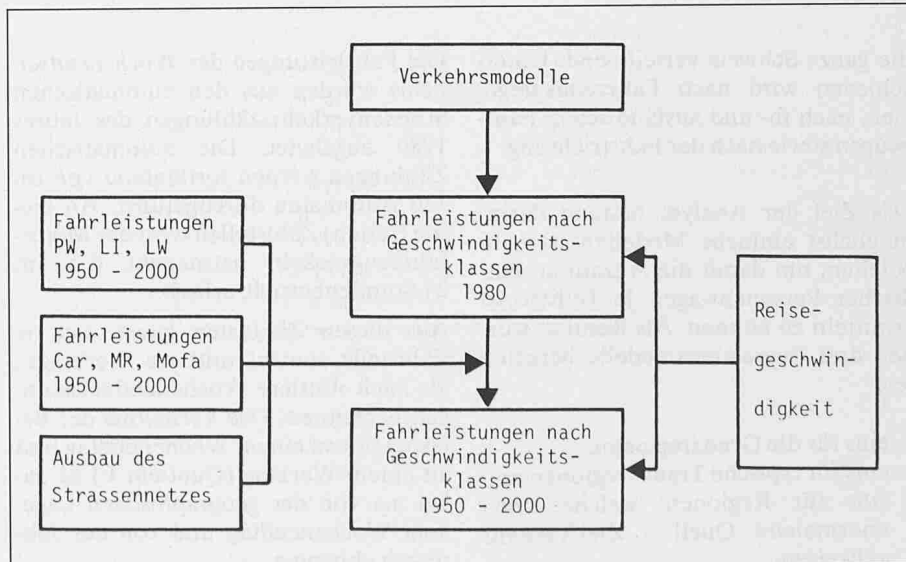 Verkehrsmodelle
Fahrleistungen
PW, LI, LW
1950 - 2000
Fahrleistungen nach
Geschwindigkeits-
klassen
1980
Fahrleistungen
Car, MR, Mofa
1950 - 2000
Reise-
geschwin-
digkeit
Ausbau des
Strassennetzes
Fahrleistungen nach
Geschwindigkeits-
klassen
1950 - 2000